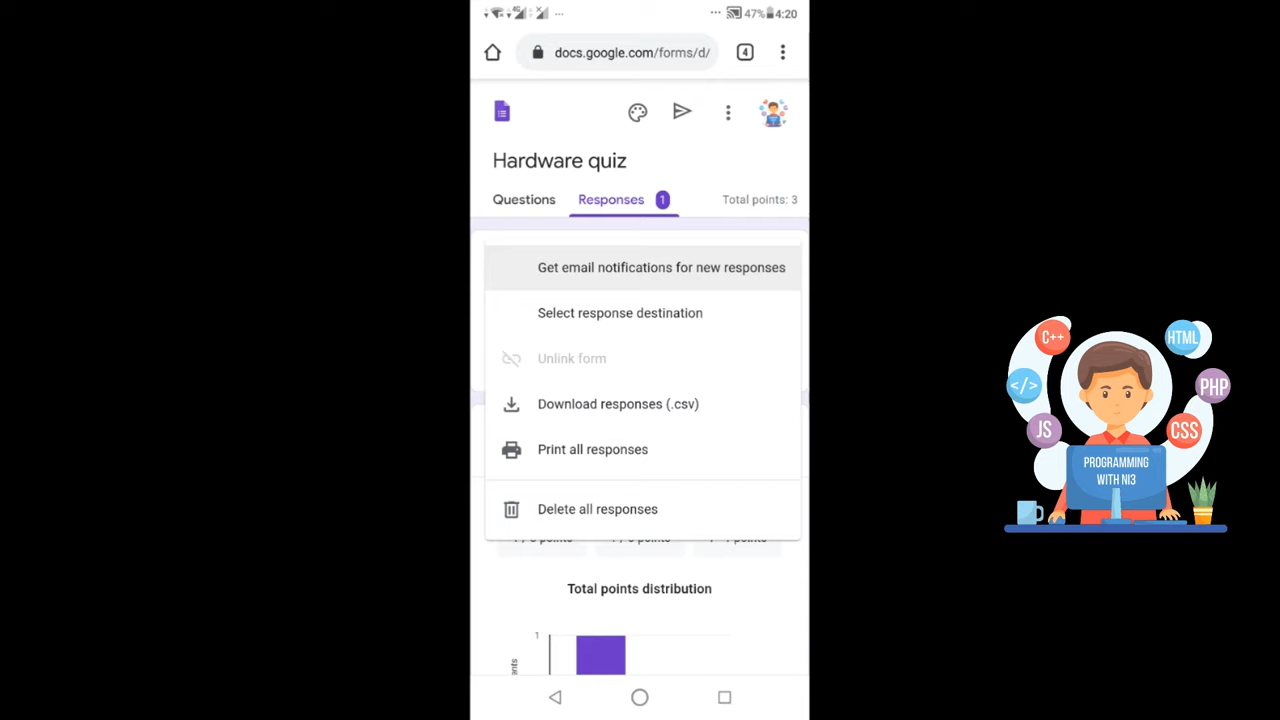 4G
47% 4:20
docs.google.com/forms/d/
4
Hardware quiz
Questions
Responses 1
Total points: 3
Get email notifications for new responses
Select response destination
Unlink form
Download responses (.csv)
Print all responses
Delete all responses
Total points distribution
1
C++
HTML
</>
PHP
JS
CSS
PROGRAMMING
WITH NI3